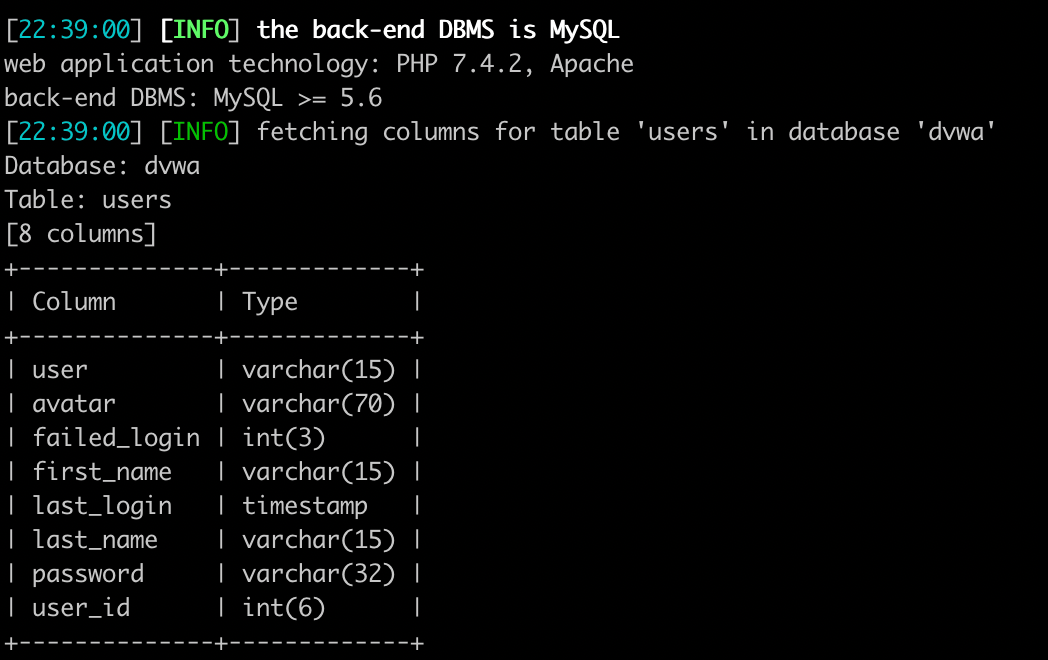 [22:39:00] [INFO] the back-end DBMS is MySQL
web application technology: PHP 7.4.2, Apache
back-end DBMS: MySQL >= 5.6
[22:39:00] [INFO] fetching columns for table 'users' in database 'dvwa'
Database: dvwa
Table: users
[8 columns]
+--------------+-------------+
| Column       | Type        |
+--------------+-------------+
| user         | varchar(15) |
| avatar       | varchar(70) |
| failed_login | int(3)      |
| first_name   | varchar(15) |
| last_login   | timestamp   |
| last_name    | varchar(15) |
| password     | varchar(32) |
| user_id      | int(6)      |
+--------------+-------------+